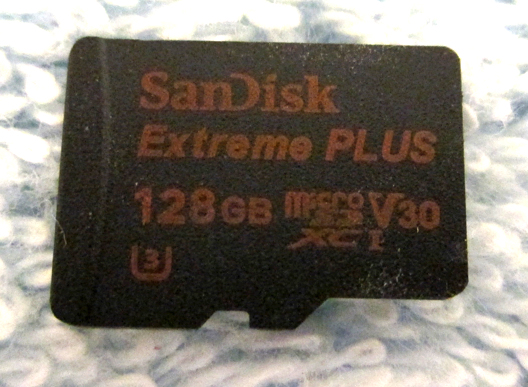 SanDisk
Extreme PLUS
128GB micro SD XC I V30
3